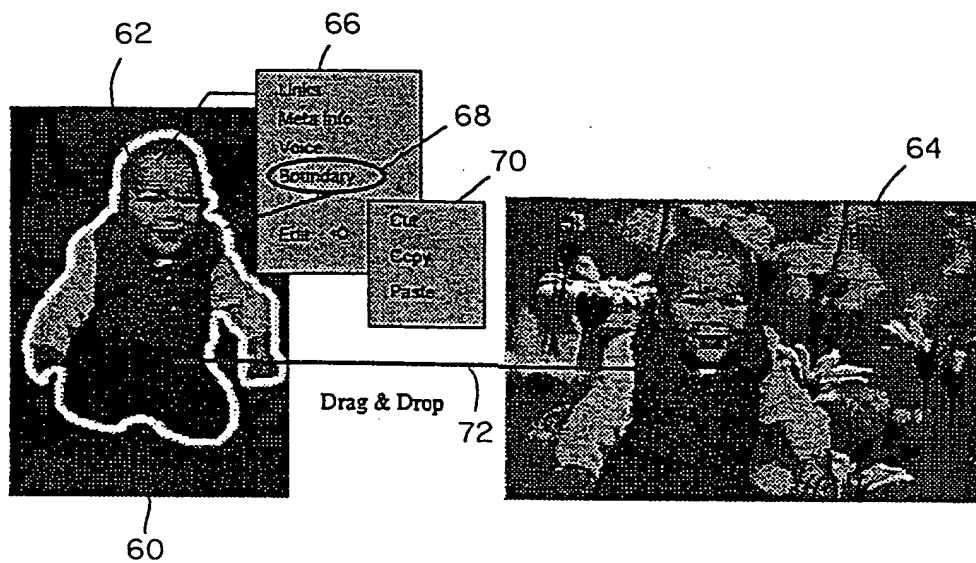 62
66
Links
Meta Info
Voice
68
Boundary
70
64
Edit
Cut
Copy
Paste
Drag & Drop
72
60